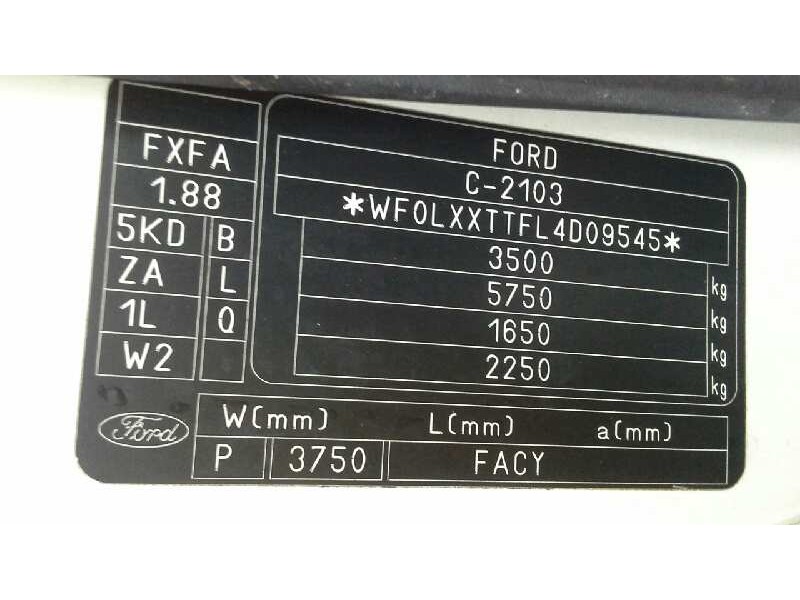 FORD
C-2103
*WF0LXXTTFL4D09545*
3500 kg
5750 kg
1650 kg
2250 kg
FXFA
1.88
5KD B
ZA L
1L Q
W2
Ford
W(mm) L(mm) a(mm)
P 3750 FACY